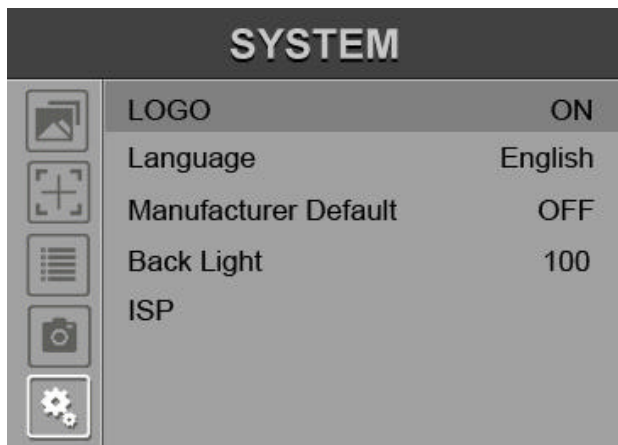 SYSTEM
LOGO ON
Language English
Manufacturer Default OFF
Back Light 100
ISP